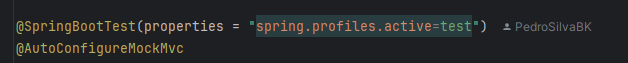 @SpringBootTest(properties = "spring.profiles.active=test") PedroSilvaBK
@AutoConfigureMockMvc